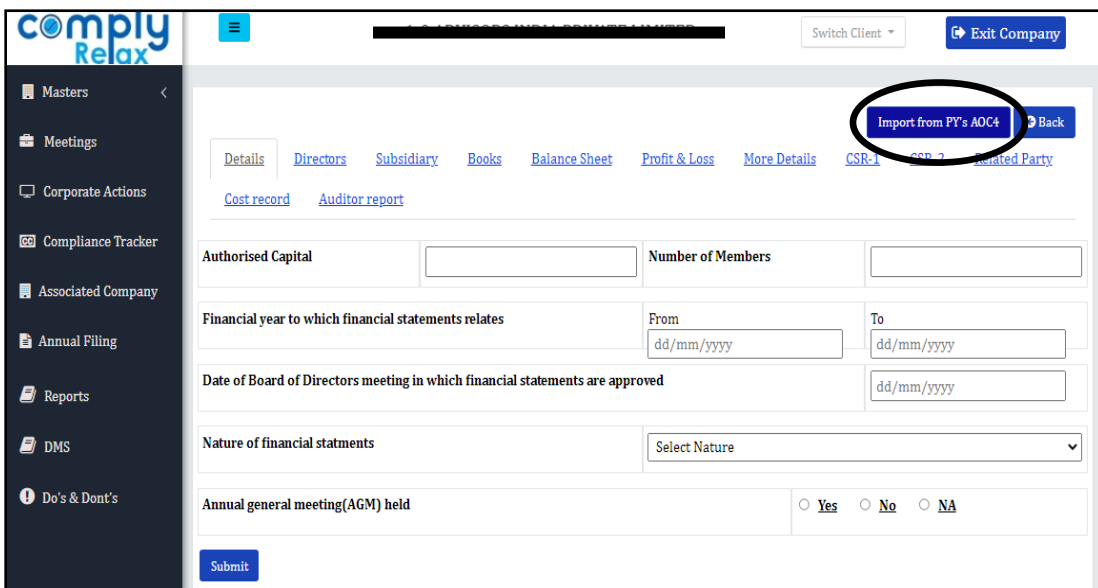 comply
Relax
Switch Client
Exit Company
Masters
Meetings
Corporate Actions
Compliance Tracker
Associated Company
Annual Filing
Reports
DMS
Do's & Dont's
Import from PY's AOC4
Back
Details Directors Subsidiary Books Balance Sheet Profit & Loss More Details CSR-1 CSR-2 Related Party
Cost record Auditor report
Authorised Capital Number of Members
Financial year to which financial statements relates From To
dd/mm/yyyy dd/mm/yyyy
Date of Board of Directors meeting in which financial statements are approved dd/mm/yyyy
Nature of financial statments Select Nature
Annual general meeting(AGM) held Yes No NA
Submit